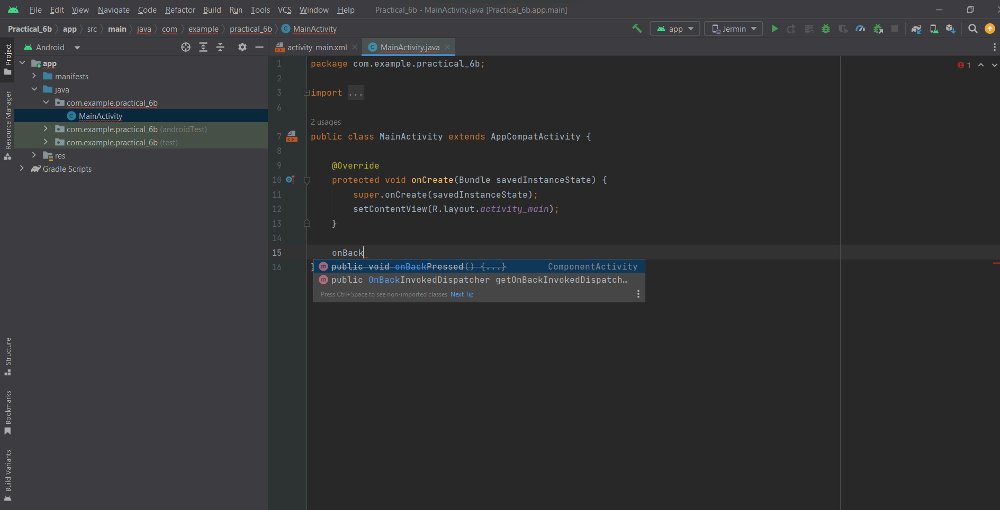 File Edit View Navigate Code Refactor Build Run Tools VCS Window Help Practical_6b - MainActivity.java [Practical_6b.app.main]
Practical_6b app src main java com example practical_6b MainActivity app Jermin
Project
Resource Manager
Structure
Bookmarks
Build Variants
Android
app
manifests
java
com.example.practical_6b
MainActivity
com.example.practical_6b (androidTest)
com.example.practical_6b (test)
res
Gradle Scripts
activity_main.xml MainActivity.java
1 package com.example.practical_6b; 1
2
3 import ...
6
2 usages
7 public class MainActivity extends AppCompatActivity {
8
9 @Override
10 protected void onCreate(Bundle savedInstanceState) {
11 super.onCreate(savedInstanceState);
12 setContentView(R.layout.activity_main);
13 }
14
15 onBack
16 }
public void onBackPressed() {...} ComponentActivity
public OnBackInvokedDispatcher getOnBackInvokedDispatch...
Press Ctrl+Space to see non-imported classes Next Tip